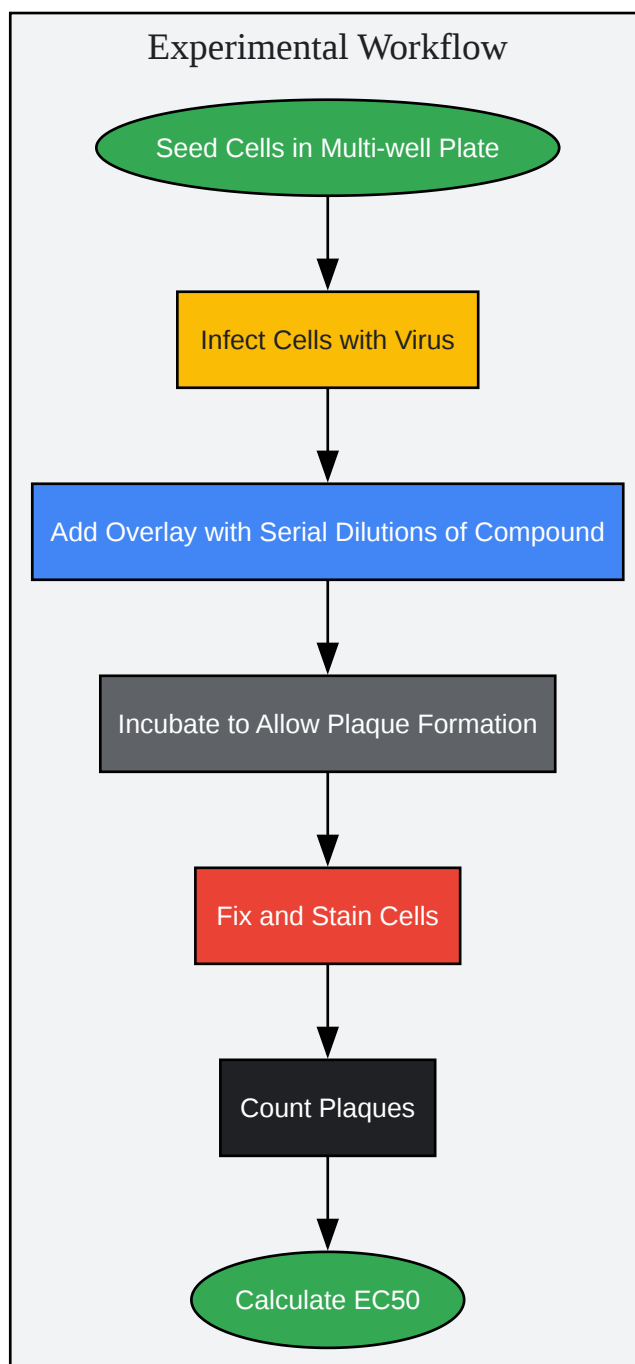 Experimental Workflow
Seed Cells in Multi-well Plate
Infect Cells with Virus
Add Overlay with Serial Dilutions of Compound
Incubate to Allow Plaque Formation
Fix and Stain Cells
Count Plaques
Calculate EC50